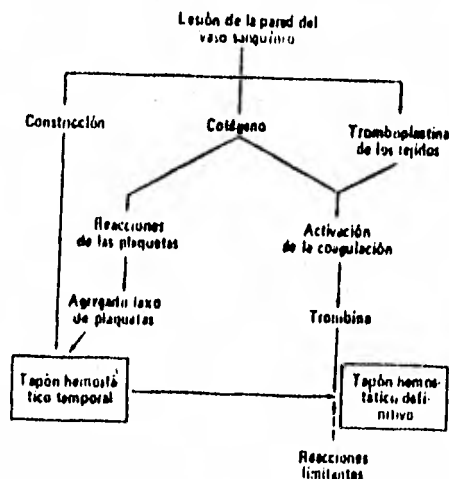 Lesión de la pared del
vaso sanguíneo
Constricción
Colágeno
Tromboplastina
de los tejidos
Reacciones
de las plaquetas
Activación
de la coagulación
Agregado laxo
de plaquetas
Trombina
Tapón hemostá
tico temporal
Tapón hemos-
tático defi-
nitivo
Reacciones
limitantes